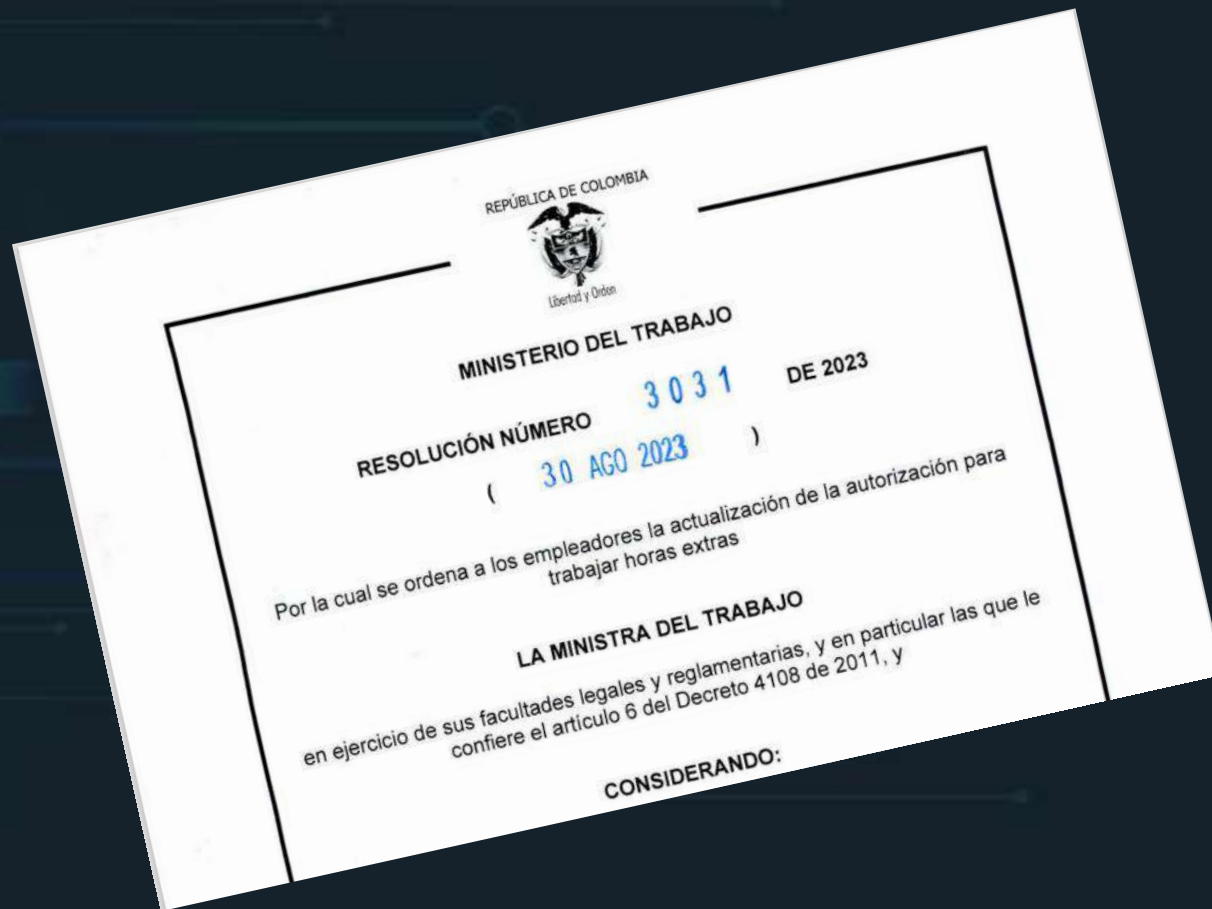 REPÚBLICA DE COLOMBIA
Libertad y Orden
MINISTERIO DEL TRABAJO
RESOLUCIÓN NÚMERO 3031 DE 2023
( 30 AGO 2023 )
Por la cual se ordena a los empleadores la actualización de la autorización para
trabajar horas extras
LA MINISTRA DEL TRABAJO
en ejercicio de sus facultades legales y reglamentarias, y en particular las que le
confiere el artículo 6 del Decreto 4108 de 2011, y
CONSIDERANDO: